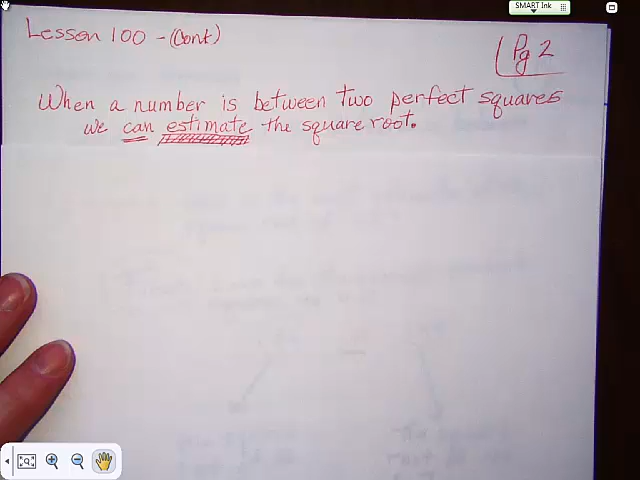 SMART Ink
Lesson 100 - (Cont)
Pg 2
When a number is between two perfect squares
we can estimate the square root.